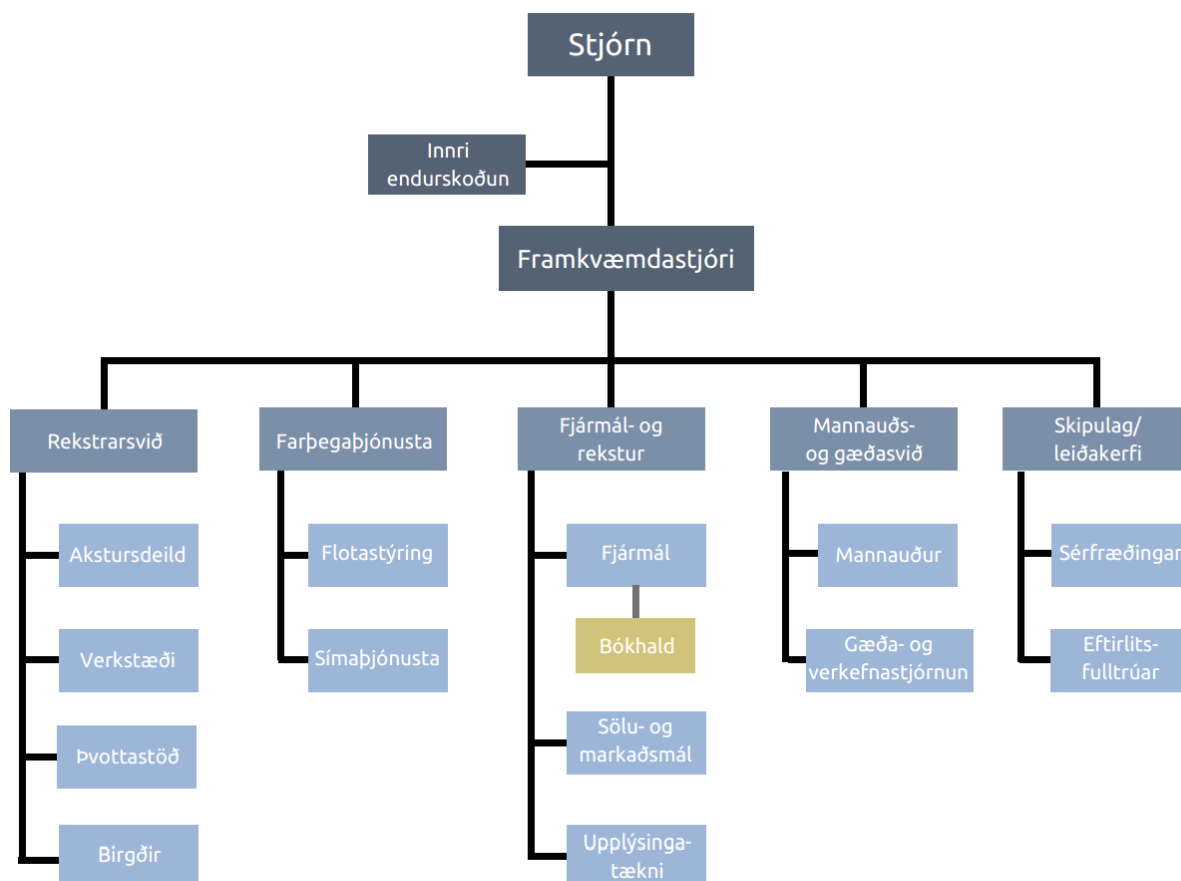 Stjórn
Innri
endurskoðun
Framkvæmdastjóri
Rekstrarsvið
Farþegaþjónusta
Fjármál- og
rekstur
Mannauðs-
og gæðasvið
Skipulag/
leiðakerfi
Akstursdeild
Flotastýring
Fjármál
Mannauður
Sérfræðingar
Verkstæði
Símaþjónusta
Bókhald
Gæða- og
verkefnastjórnun
Eftirlits-
fulltrúar
Þvottastöð
Sölu- og
markaðsmál
Birgðir
Upplýsinga-
tækni